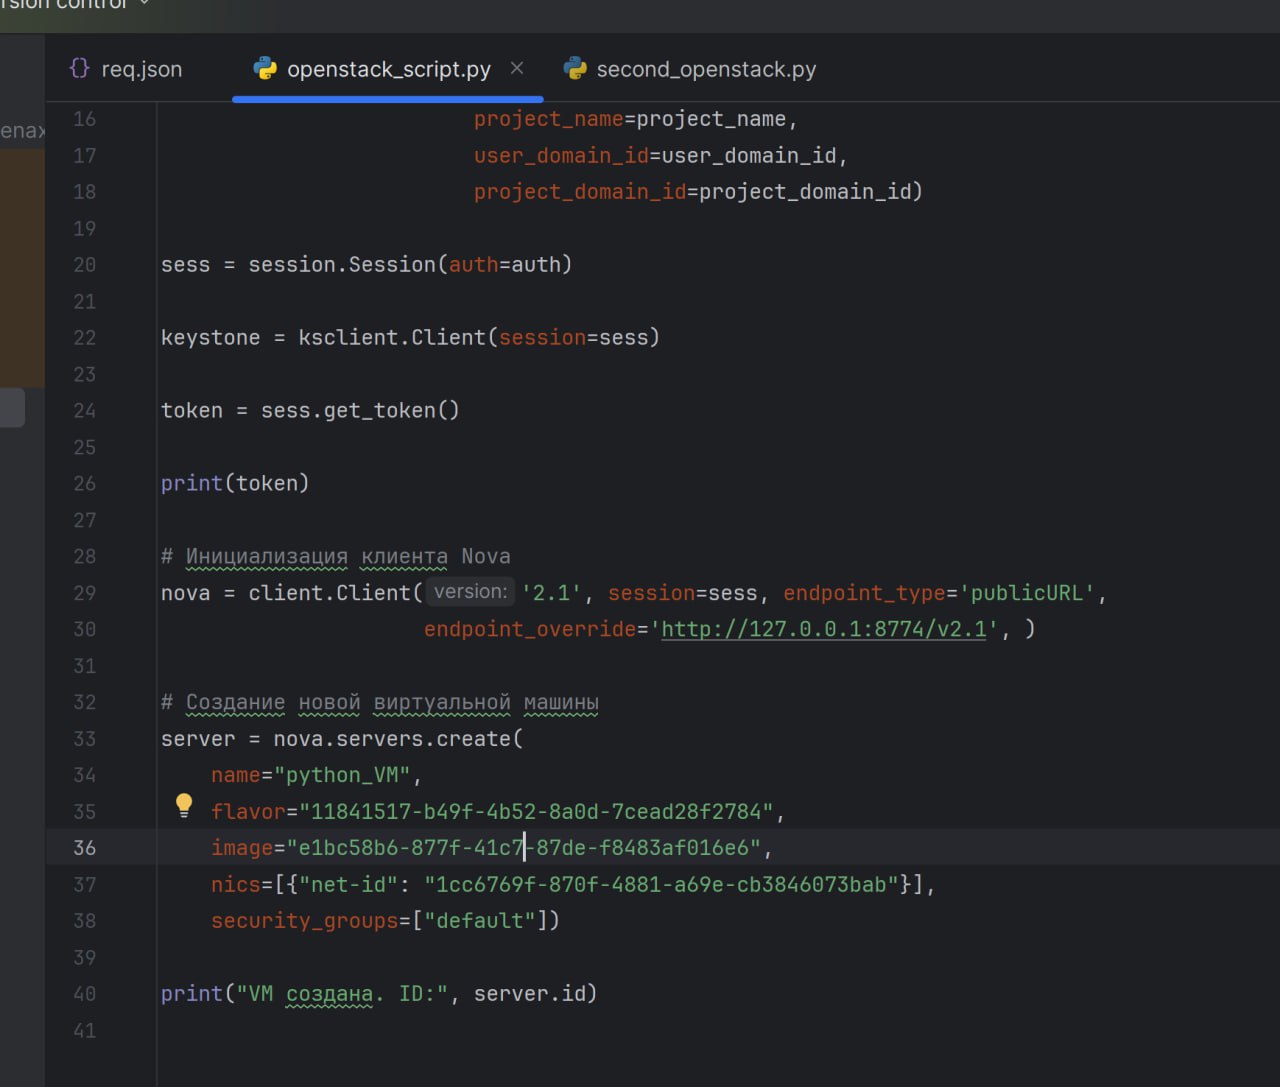 req.json openstack_script.py second_openstack.py
16 project_name=project_name,
17 user_domain_id=user_domain_id,
18 project_domain_id=project_domain_id)
19
20 sess = session.Session(auth=auth)
21
22 keystone = ksclient.Client(session=sess)
23
24 token = sess.get_token()
25
26 print(token)
27
28 # Инициализация клиента Nova
29 nova = client.Client( version: '2.1', session=sess, endpoint_type='publicURL',
30 endpoint_override='http://127.0.0.1:8774/v2.1', )
31
32 # Создание новой виртуальной машины
33 server = nova.servers.create(
34 name="python_VM",
35 flavor="11841517-b49f-4b52-8a0d-7cead28f2784",
36 image="e1bc58b6-877f-41c7-87de-f8483af016e6",
37 nics=[{"net-id": "1cc6769f-870f-4881-a69e-cb3846073bab"}],
38 security_groups=["default"])
39
40 print("VM создана. ID:", server.id)
41